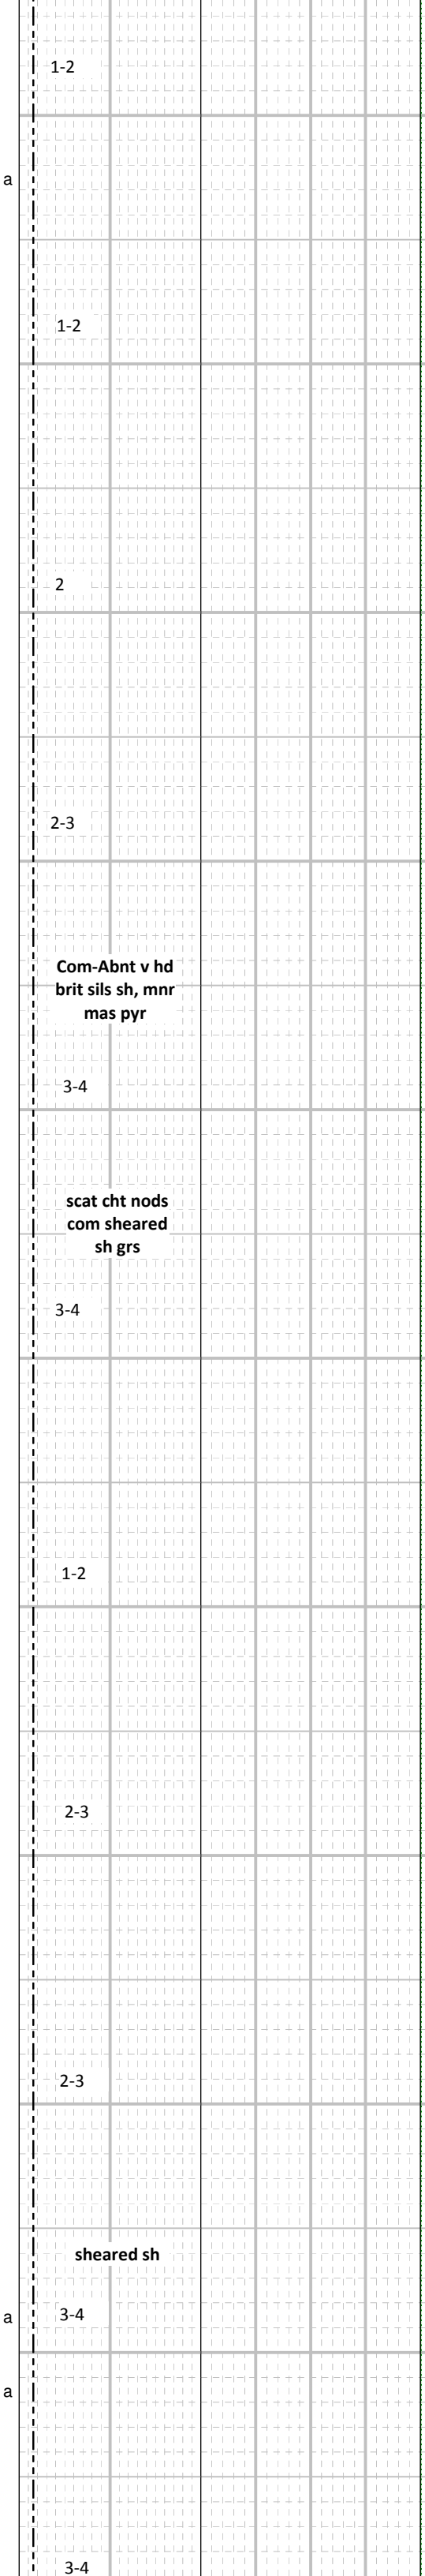 1-2
a
1-2
2
2-3
Com-Abnt v hd
brit sils sh, mnr
mas pyr
3-4
scat cht nods
com sheared
sh grs
3-4
1-2
2-3
2-3
sheared sh
3-4
a
a
3-4